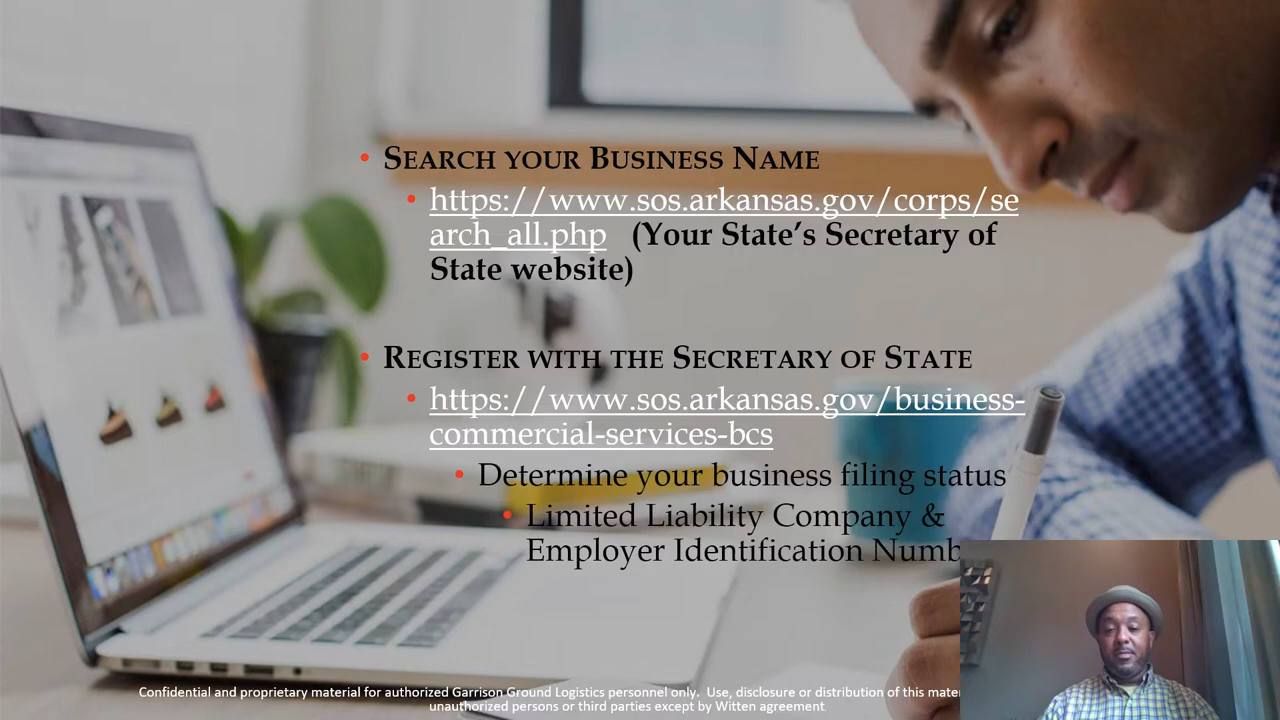 • Search your Business Name
• https://www.sos.arkansas.gov/corps/se
arch_all.php (Your State’s Secretary of
State website)
• Register with the Secretary of State
• https://www.sos.arkansas.gov/business-
commercial-services-bcs
• Determine your business filing status
• Limited Liability Company &
Employer Identification Numb
Confidential and proprietary material for authorized Garrison Ground Logistics personnel only. Use, disclosure or distribution of this mater
unauthorized persons or third parties except by Witten agreement